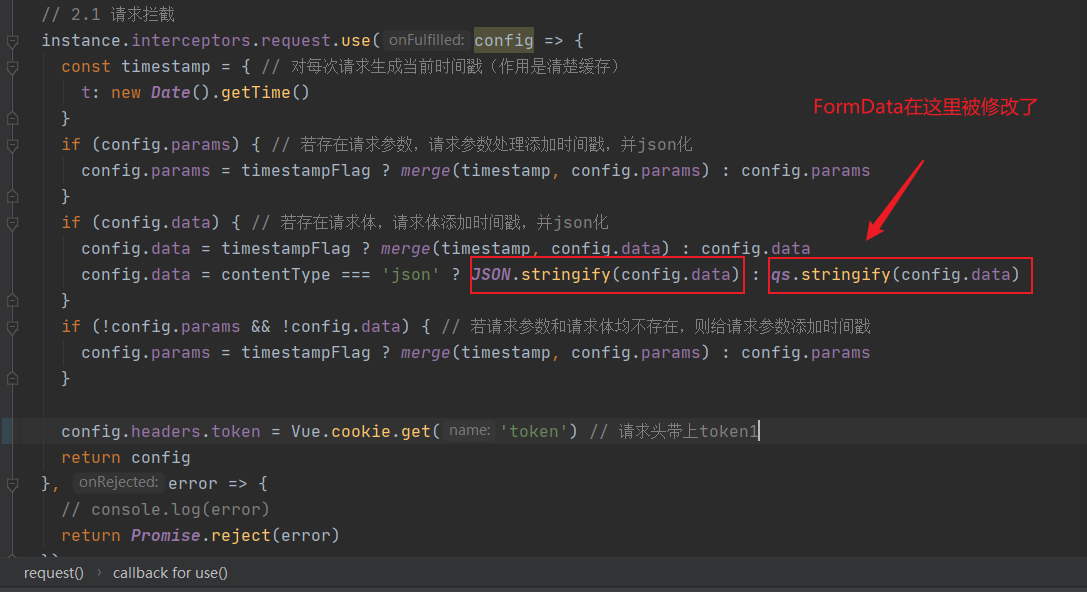 // 2.1 请求拦截
instance.interceptors.request.use( onFulfilled: config => {
const timestamp = { // 对每次请求生成当前时间戳（作用是清楚缓存）
t: new Date().getTime()
}
FormData在这里被修改了
if (config.params) { // 若存在请求参数，请求参数处理添加时间戳，并json化
config.params = timestampFlag ? merge(timestamp, config.params) : config.params
}
if (config.data) { // 若存在请求体，请求体添加时间戳，并json化
config.data = timestampFlag ? merge(timestamp, config.data) : config.data
config.data = contentType === 'json' ? JSON.stringify(config.data) : qs.stringify(config.data)
}
if (!config.params && !config.data) { // 若请求参数和请求体均不存在，则给请求参数添加时间戳
config.params = timestampFlag ? merge(timestamp, config.params) : config.params
}
config.headers.token = Vue.cookie.get( name: 'token') // 请求头带上token1
return config
}, onRejected: error => {
// console.log(error)
return Promise.reject(error)
})
request() › callback for use()